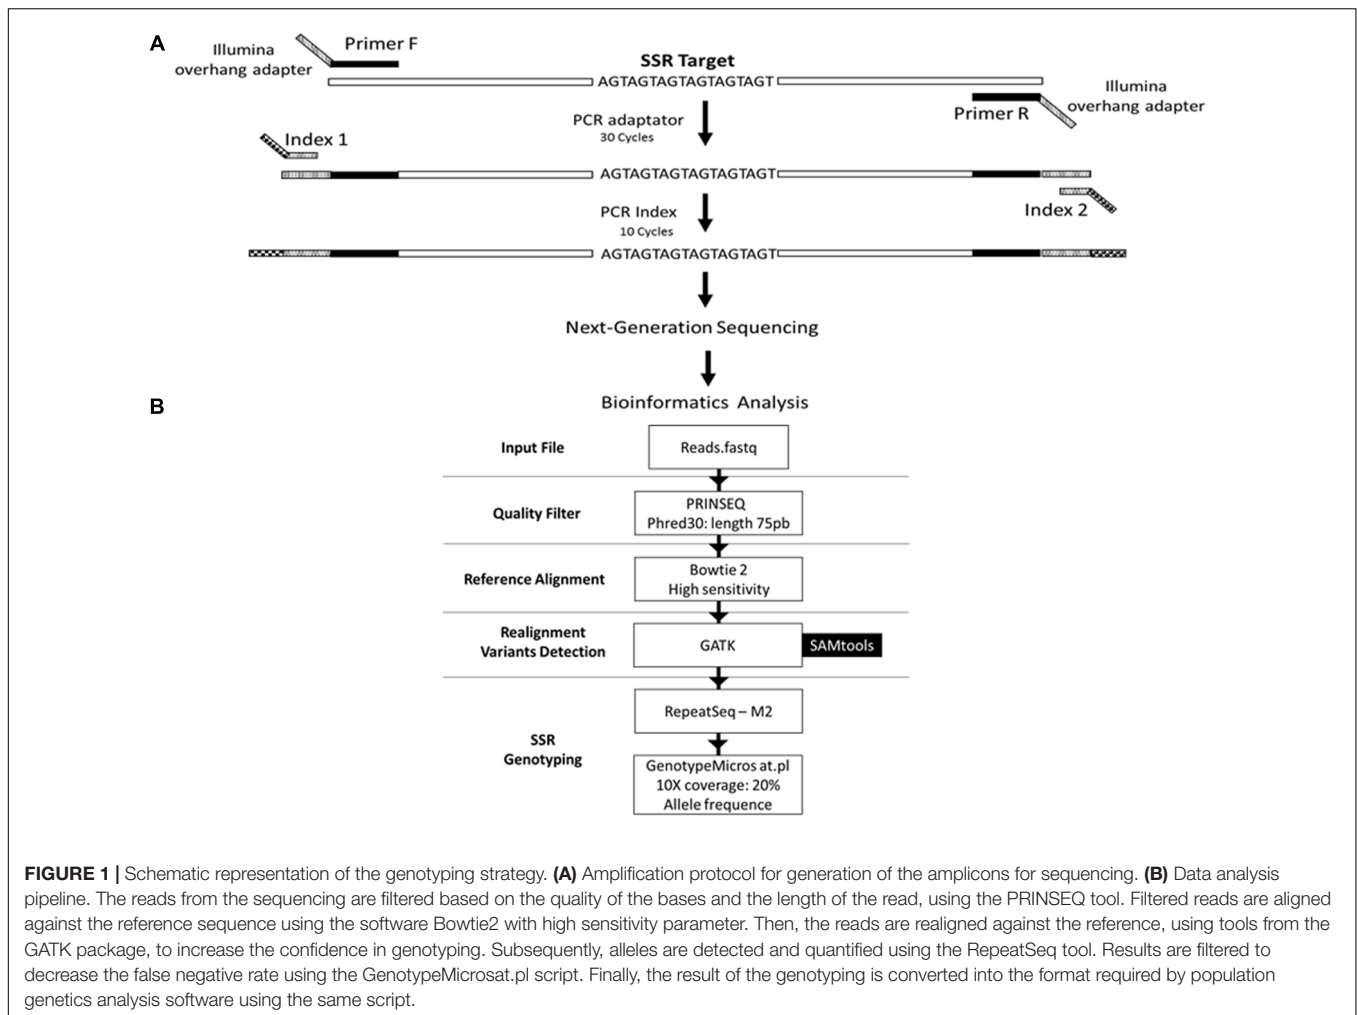 A
Illumina
overhang adapter
Primer F
SSR Target
AGTAGTAGTAGTAGTAGT
Primer R
Illumina
overhang adapter
PCR adaptator
30 Cycles
Index 1
AGTAGTAGTAGTAGTAGT
Index 2
PCR Index
10 Cycles
AGTAGTAGTAGTAGTAGT
Next-Generation Sequencing
B
Bioinformatics Analysis
Input File
Reads.fastq
Quality Filter
PRINSEQ
Phred30: length 75pb
Reference Alignment
Bowtie 2
High sensitivity
Realignment
Variants Detection
GATK
SAMtools
SSR
Genotyping
RepeatSeq – M2
GenotypeMicros at.pl
10X coverage: 20%
Allele frequence
FIGURE 1 | Schematic representation of the genotyping strategy. (A) Amplification protocol for generation of the amplicons for sequencing. (B) Data analysis
pipeline. The reads from the sequencing are filtered based on the quality of the bases and the length of the read, using the PRINSEQ tool. Filtered reads are aligned
against the reference sequence using the software Bowtie2 with high sensitivity parameter. Then, the reads are realigned against the reference, using tools from the
GATK package, to increase the confidence in genotyping. Subsequently, alleles are detected and quantified using the RepeatSeq tool. Results are filtered to
decrease the false negative rate using the GenotypeMicrosat.pl script. Finally, the result of the genotyping is converted into the format required by population
genetics analysis software using the same script.